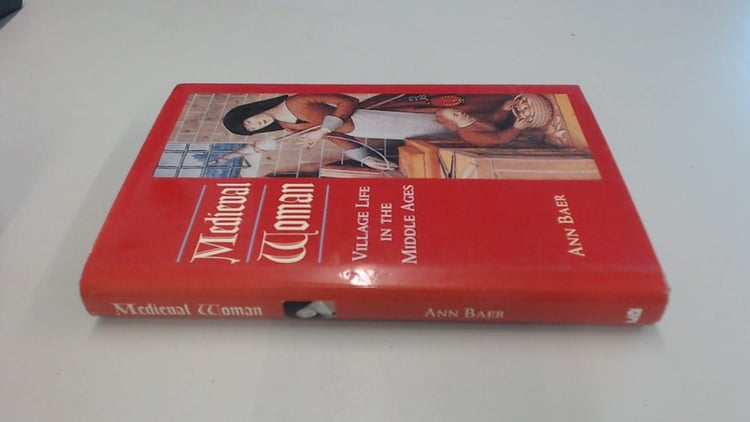 Medieval
Woman
VILLAGE LIFE
IN THE
MIDDLE AGES
ANN BAER
Medieval Woman
ANN BAER